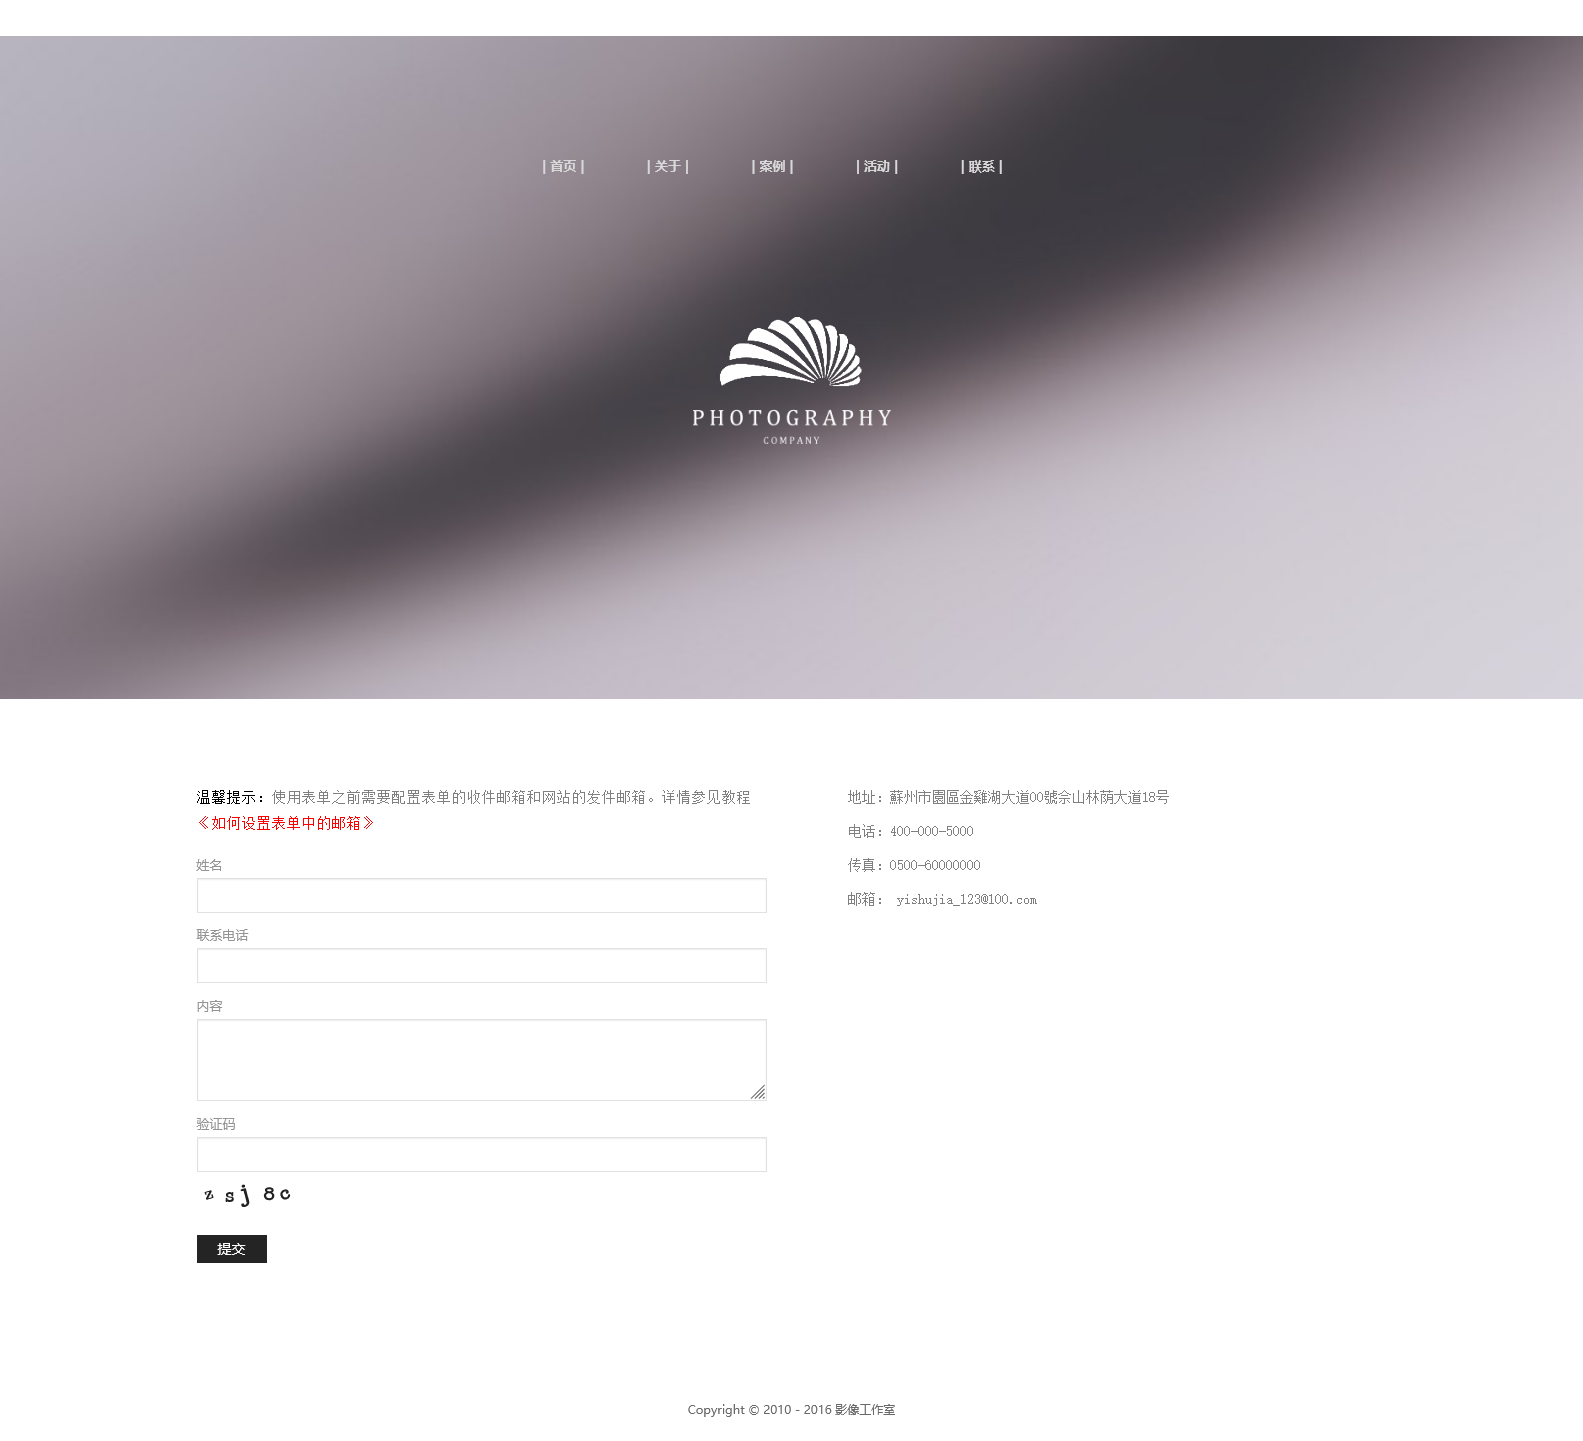 | 首页 |
| 关于 |
| 案例 |
| 活动 |
| 联系 |
PHOTOGRAPHY
COMPANY
温馨提示：使用表单之前需要配置表单的收件邮箱和网站的发件邮箱。详情参见教程
《如何设置表单中的邮箱》
姓名
联系电话
内容
验证码
zsj8c
提交
地址：蘇州市園區金雞湖大道00號佘山林荫大道18号
电话：400-000-5000
传真：0500-60000000
邮箱： yishujia_123@100.com
Copyright © 2010 - 2016 影像工作室